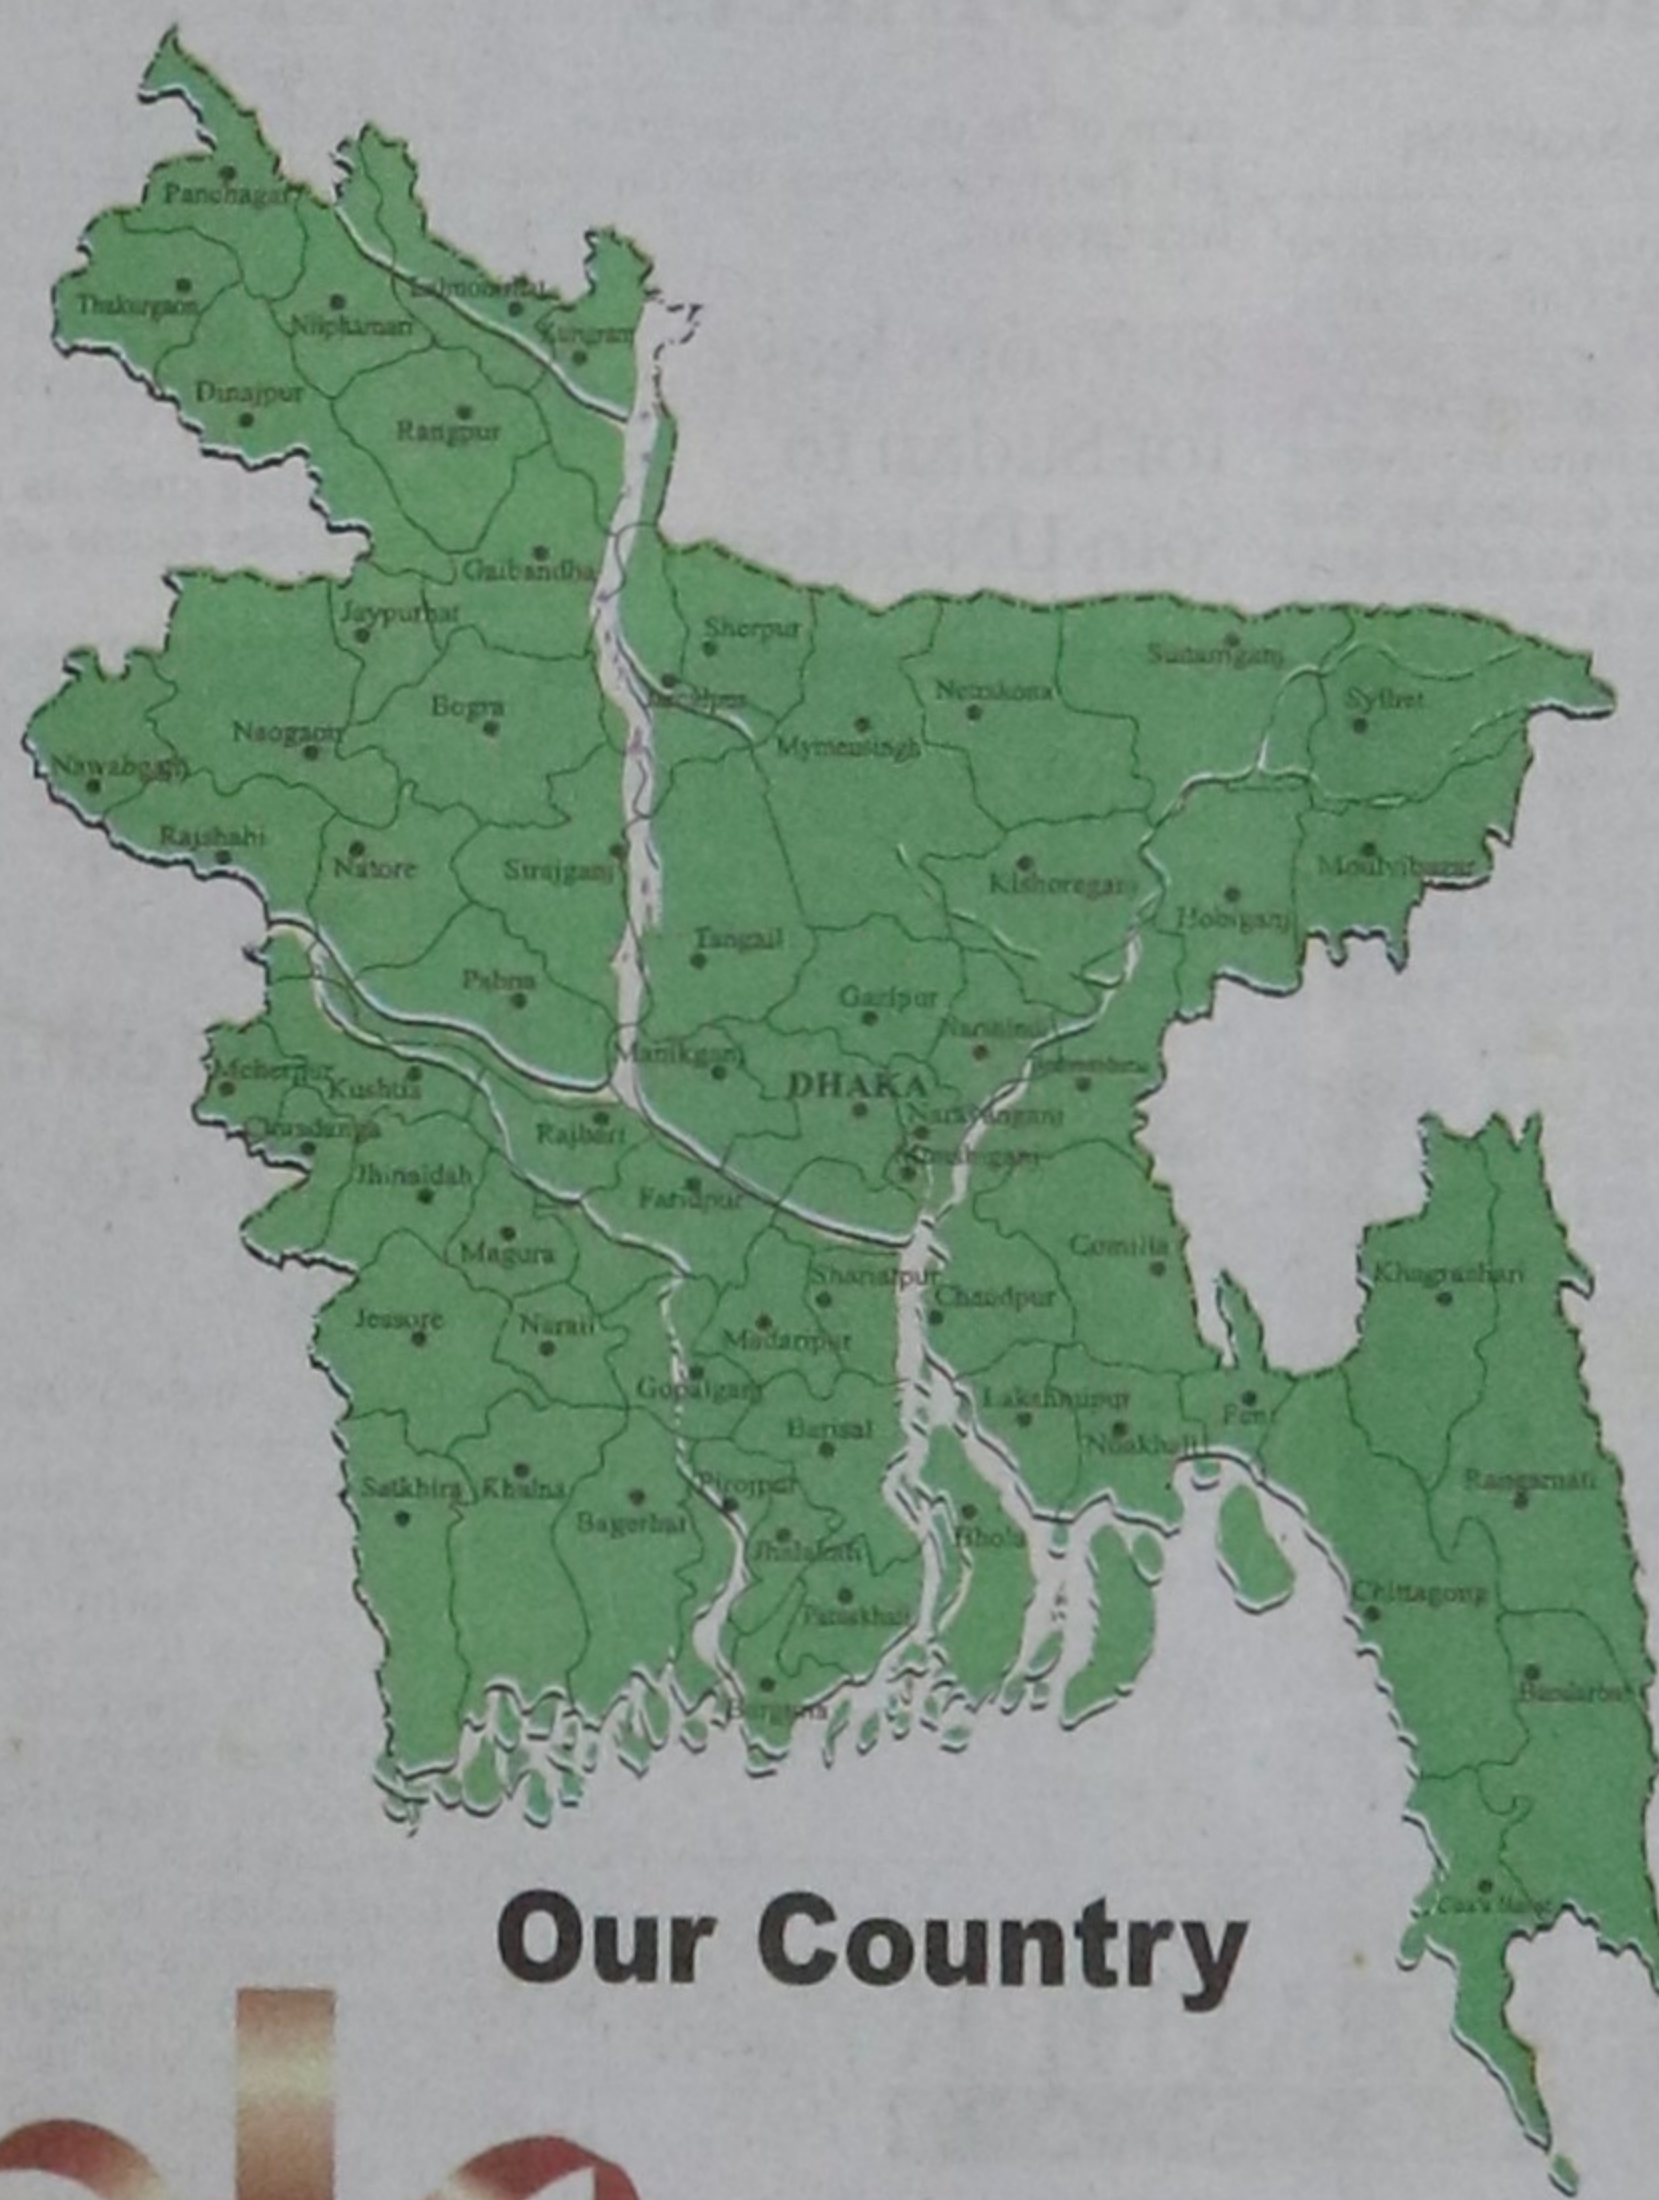 Panchagarh
Thakurgaon
Nilphamari
Lalmonirhat
Kurigram
Dinajpur
Rangpur
Gaibandha
Jaypurhat
Sherpur
Sunamganj
Bogra
Netrakona
Sylhet
Naogaon
Mymensingh
Nawabganj
Rajshahi
Natore
Sirajganj
Kishoreganj
Moulvibazar
Hobiganj
Tangail
Pabna
Gazipur
Manikganj
Meherpur
Kushtia
DHAKA
Narayanganj
Rajbari
Jhinaidah
Faridpur
Magura
Comilla
Shariatpur
Khagrachari
Chandpur
Jessore
Narail
Madaripur
Gopalganj
Lakshmipur
Feni
Barisal
Noakhali
Satkhira
Khulna
Pirojpur
Rangamati
Bagerhat
Bhola
Jhalakati
Chittagong
Patuakhali
Bandarban
Barguna
Cox's Bazar
Our Country